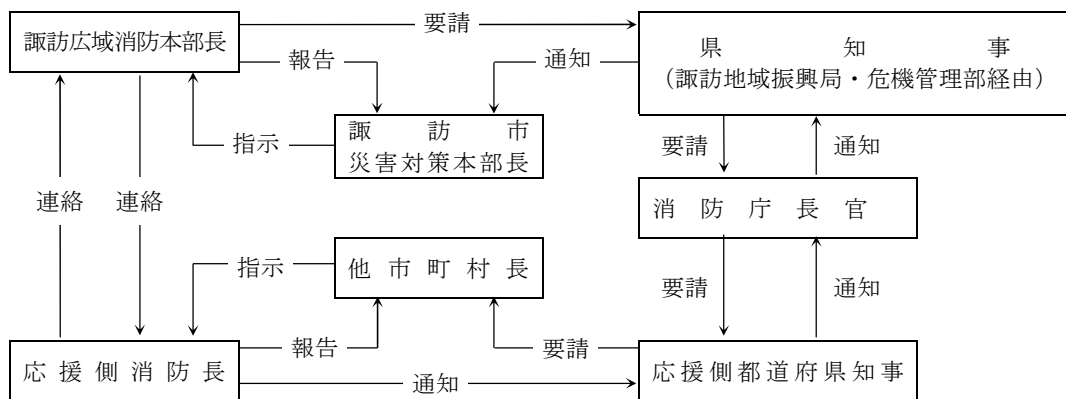 要請
諏訪広域消防本部長
県知事
（諏訪地域振興局・危機管理部経由）
報告
通知
諏訪市
災害対策本部長
指示
要請
通知
連絡
連絡
消防庁長官
指示
他市町村長
要請
通知
応援側消防長
報告
要請
応援側都道府県知事
通知